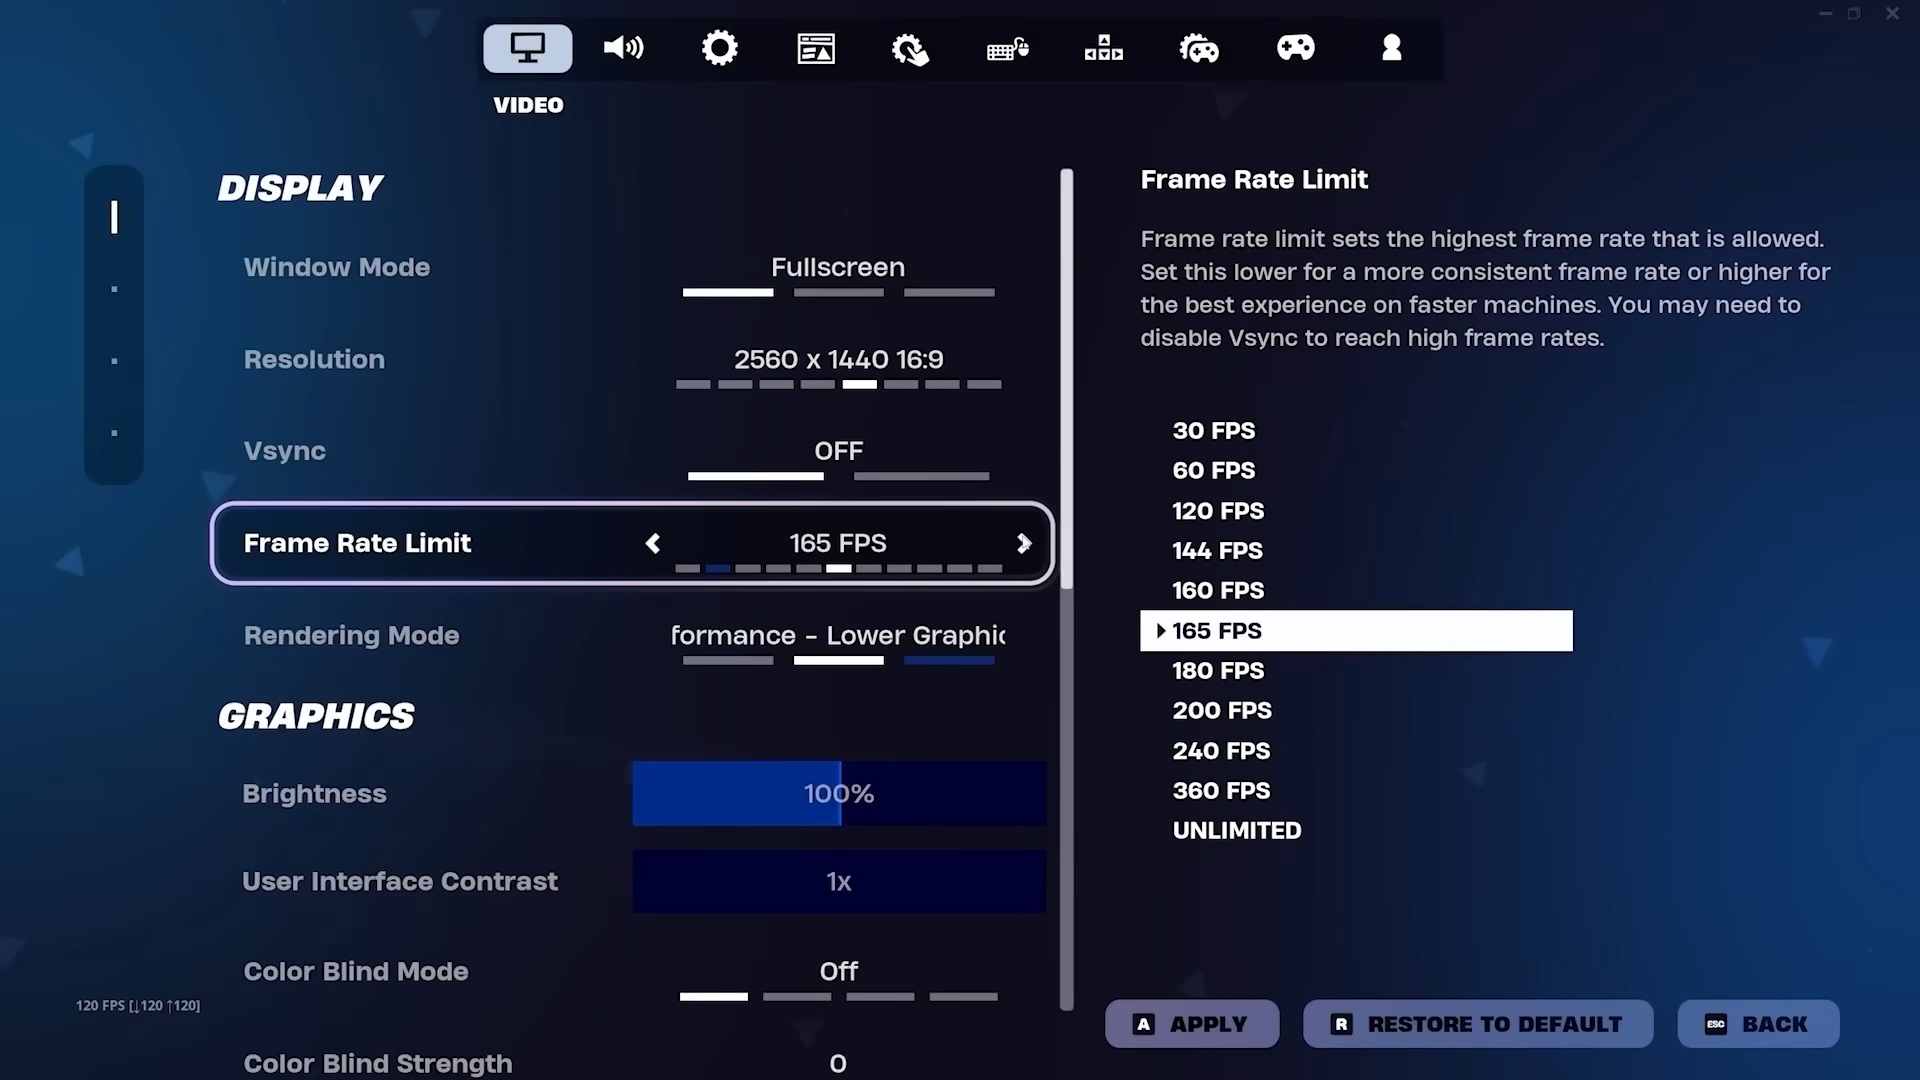 VIDEO
DISPLAY
Window Mode
Fullscreen
Resolution
2560 x 1440 16:9
Vsync
OFF
Frame Rate Limit
165 FPS
Rendering Mode
formance - Lower Graphic
GRAPHICS
Brightness
100%
User Interface Contrast
1x
Color Blind Mode
Off
Color Blind Strength
0
120 FPS [↓120 ↑120]
Frame Rate Limit
Frame rate limit sets the highest frame rate that is allowed.
Set this lower for a more consistent frame rate or higher for
the best experience on faster machines. You may need to
disable Vsync to reach high frame rates.
30 FPS
60 FPS
120 FPS
144 FPS
160 FPS
165 FPS
180 FPS
200 FPS
240 FPS
360 FPS
UNLIMITED
A APPLY
R RESTORE TO DEFAULT
ESC BACK